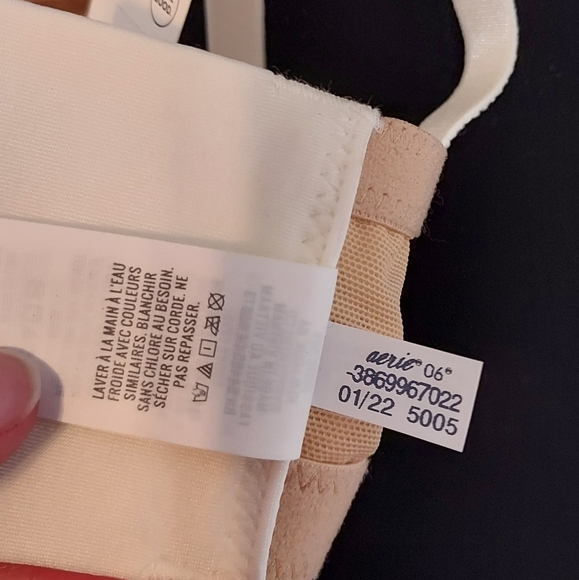 GOOD.
LAVER À LA MAIN À L'EAU
FROIDE AVEC COULEURS
SIMILAIRES. BLANCHIR
SANS CHLORE AU BESOIN.
SÉCHER SUR CORDE. NE
PAS REPASSER.
aerie® 06®
-3869967022
01/22 5005